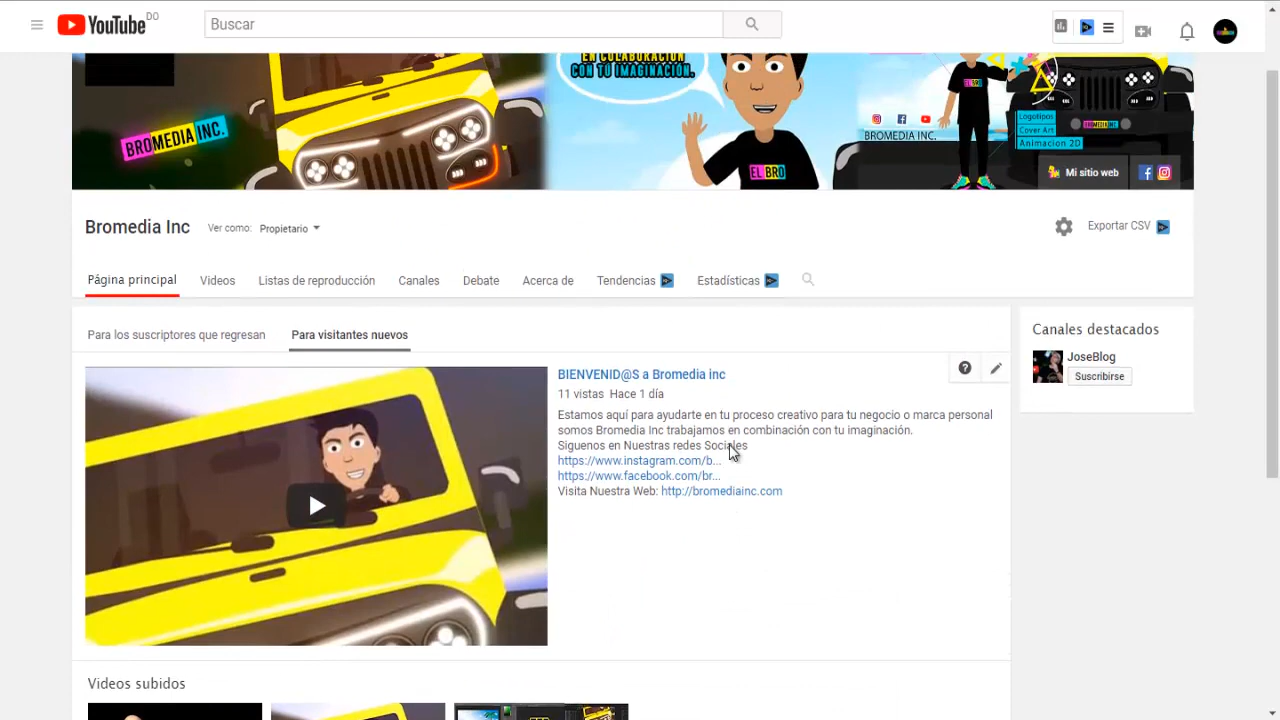 YouTube DO
Buscar
EN COLABORACIÓN
CON TU IMAGINACIÓN.
BROMEDIA INC.
EL BRO
BROMEDIA INC.
Logotipos
Cover Art
Animacion 2D
BROMEDIA INC
Mi sitio web
Bromedia Inc
Ver como: Propietario
Exportar CSV
Página principal
Videos
Listas de reproducción
Canales
Debate
Acerca de
Tendencias
Estadísticas
Para los suscriptores que regresan
Para visitantes nuevos
BIENVENID@S a Bromedia inc
11 vistas Hace 1 día
Estamos aquí para ayudarte en tu proceso creativo para tu negocio o marca personal
somos Bromedia Inc trabajamos en combinación con tu imaginación.
Siguenos en Nuestras redes Sociales
https://www.instagram.com/b...
https://www.facebook.com/br...
Visita Nuestra Web: http://bromediainc.com
Canales destacados
JoseBlog
Suscribirse
Videos subidos